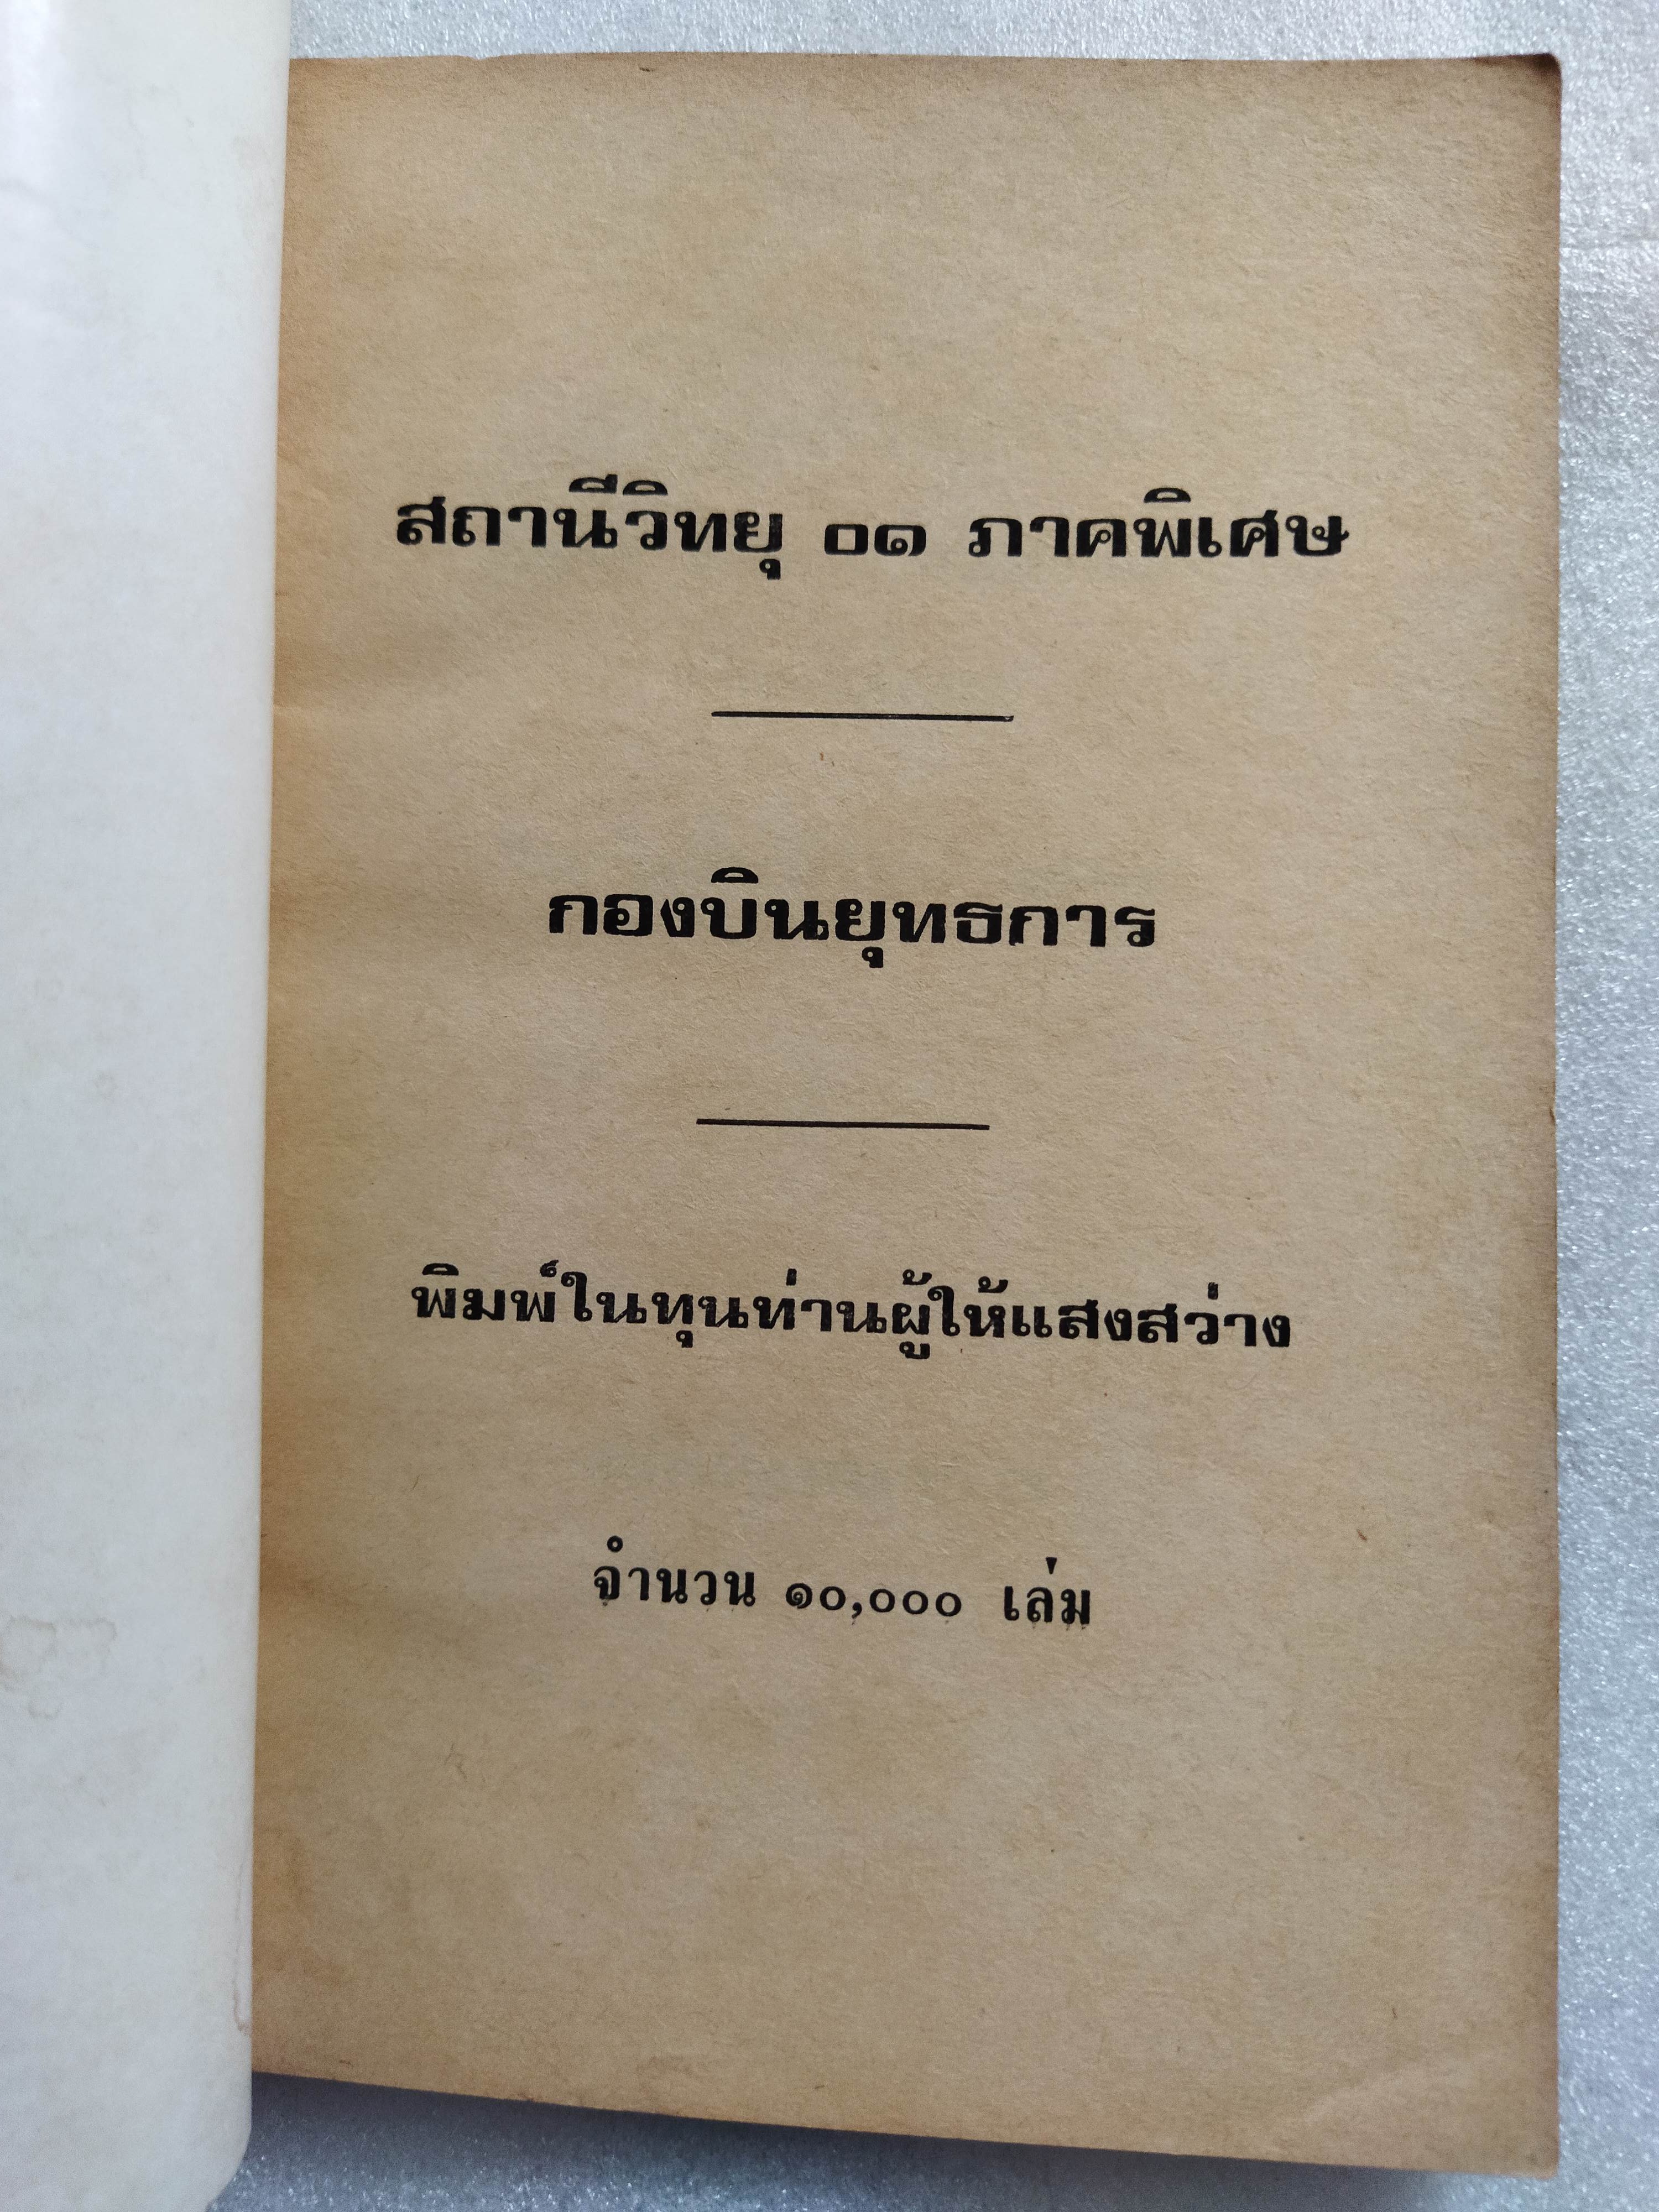 สถานีวิทยุ ๐๑ ภาคพิเศษ
กองบินยุทธการ
พิมพ์ในทุนท่านผู้ให้แสงสว่าง
จำนวน ๑๐,๐๐๐ เล่ม